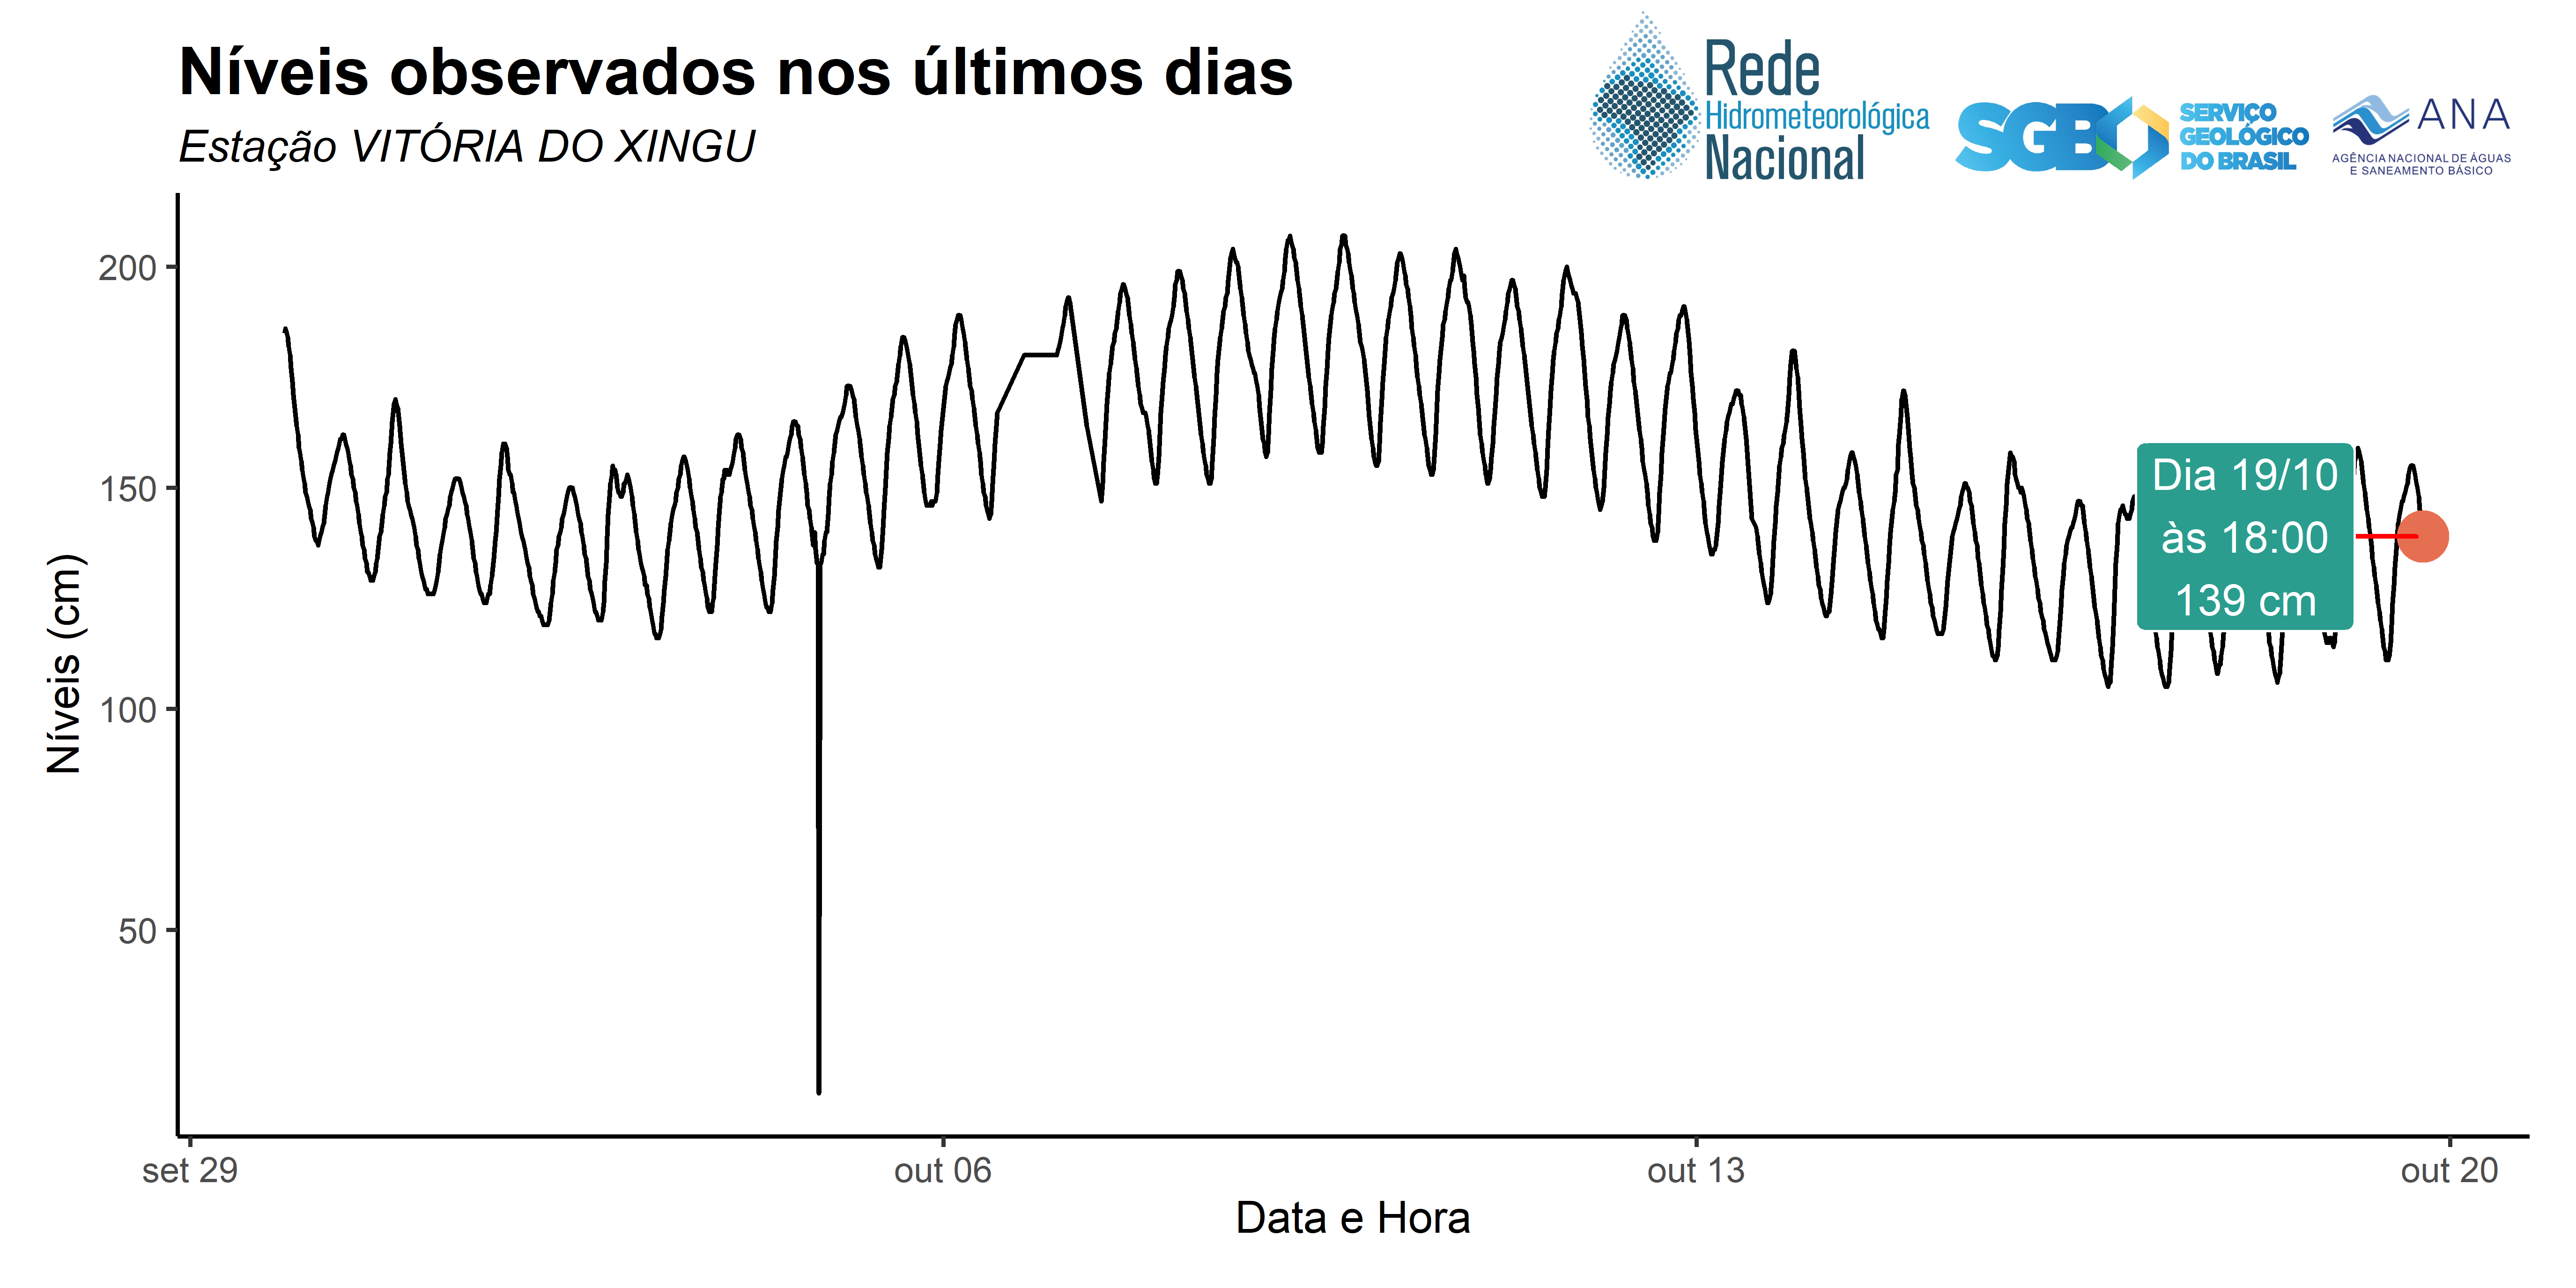 Níveis observados nos últimos dias
Estação VITÓRIA DO XINGU
Rede
Hidrometeorológica
Nacional
SGB
SERVIÇO
GEOLÓGICO
DO BRASIL
ANA
AGÊNCIA NACIONAL DE ÁGUAS
E SANEAMENTO BÁSICO
Níveis (cm)
200
150
100
50
Dia 19/10
às 18:00
139 cm
set 29
out 06
out 13
out 20
Data e Hora